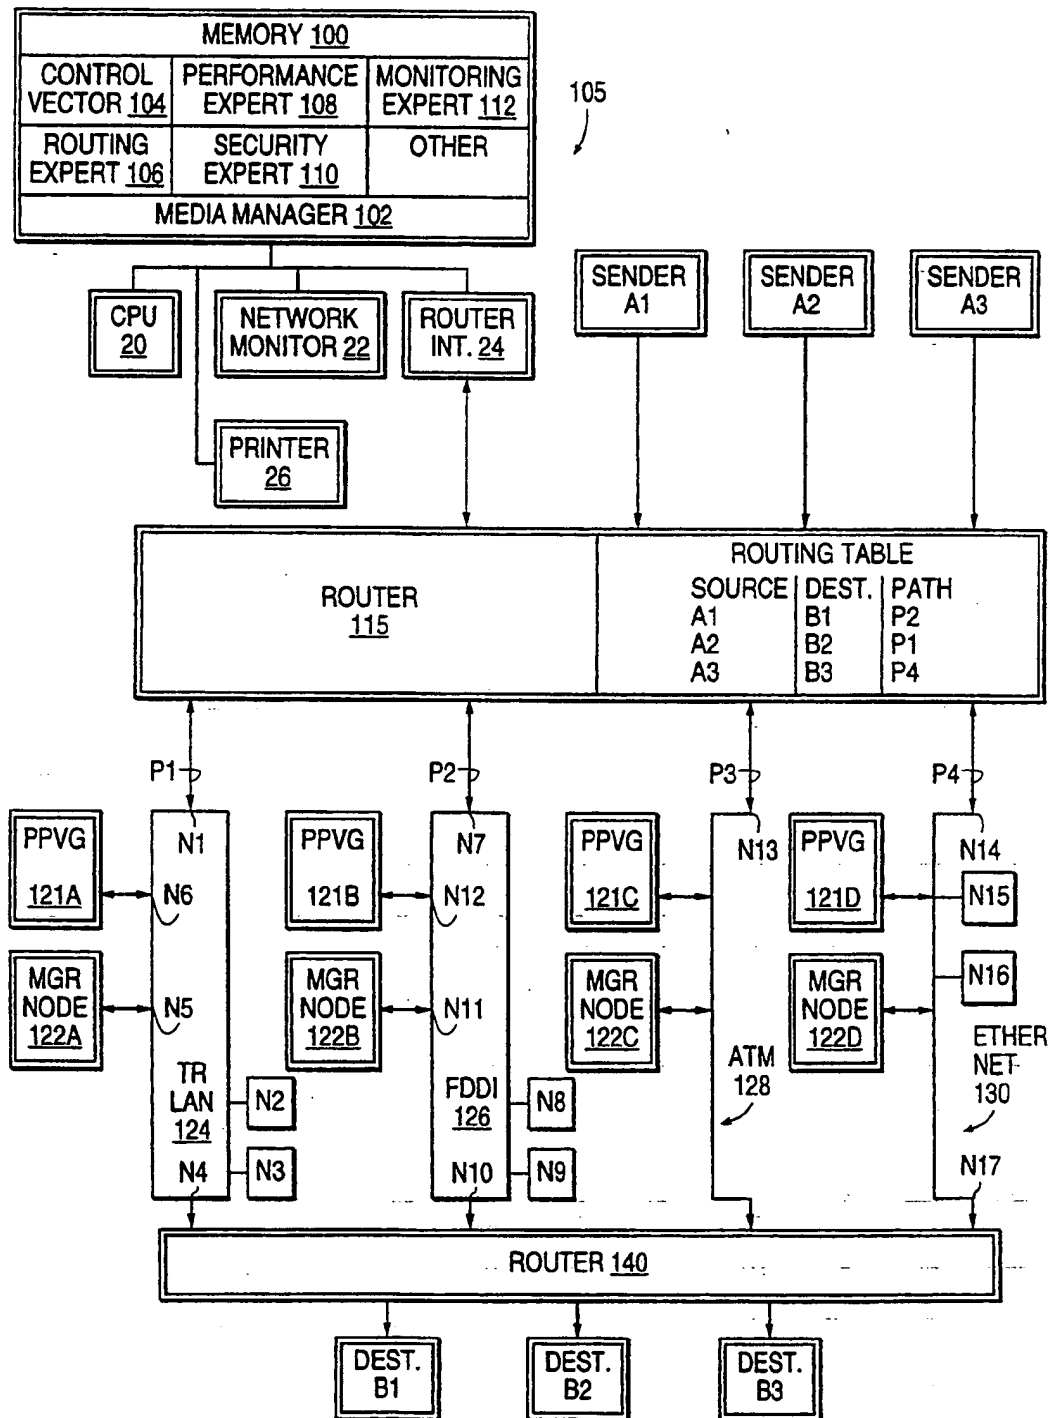 MEMORY 100
CONTROL
VECTOR 104
PERFORMANCE
EXPERT 108
MONITORING
EXPERT 112
ROUTING
EXPERT 106
SECURITY
EXPERT 110
OTHER
MEDIA MANAGER 102
105
CPU
20
NETWORK
MONITOR 22
ROUTER
INT. 24
SENDER
A1
SENDER
A2
SENDER
A3
PRINTER
26
ROUTER
115
ROUTING TABLE
SOURCE DEST. PATH
A1 B1 P2
A2 B2 P1
A3 B3 P4
P1
P2
P3
P4
PPVG
121A
N1
N6
PPVG
121B
N7
N12
PPVG
121C
N13
PPVG
121D
N14
N15
MGR
NODE
122A
N5
MGR
NODE
122B
N11
MGR
NODE
122C
MGR
NODE
122D
N16
TR
LAN
124
N2
N3
N4
FDDI
126
N8
N9
N10
ATM
128
ETHER
NET
130
N17
ROUTER 140
DEST.
B1
DEST.
B2
DEST.
B3